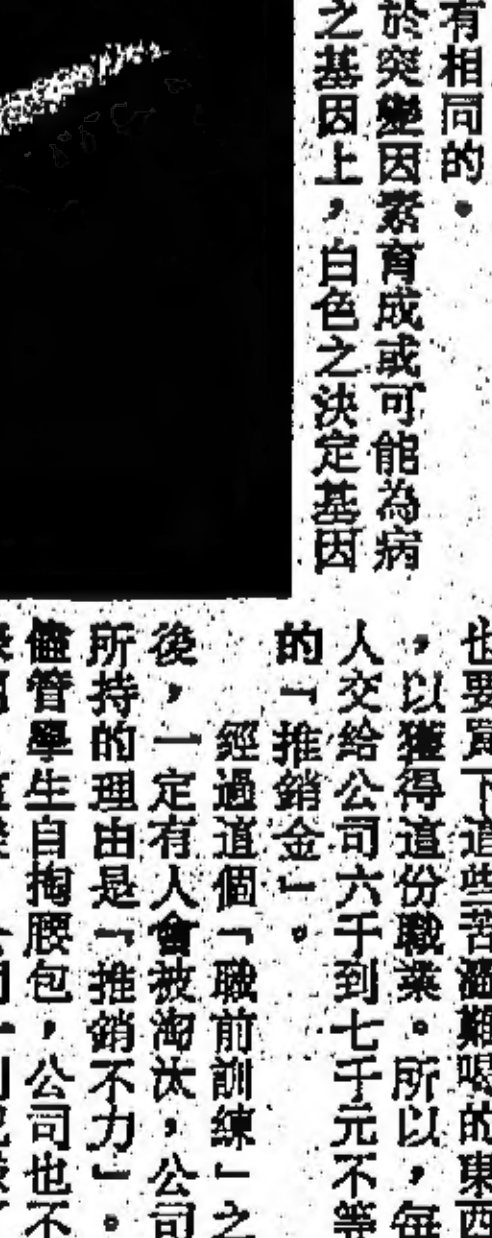 有相同的。
於突變因素育成或可能為病
之基因上，白色之決定基因
也要買下這些苦澀難喝的東西
，以獲得這份職業。所以，每
人交給公司六千到七千元不等
的「推銷金」。
經過這個「職前訓練」之
後，一定有人會被淘汰，公司
所持的理由是「推銷不力」。
儘管學生自掏腰包，公司也不